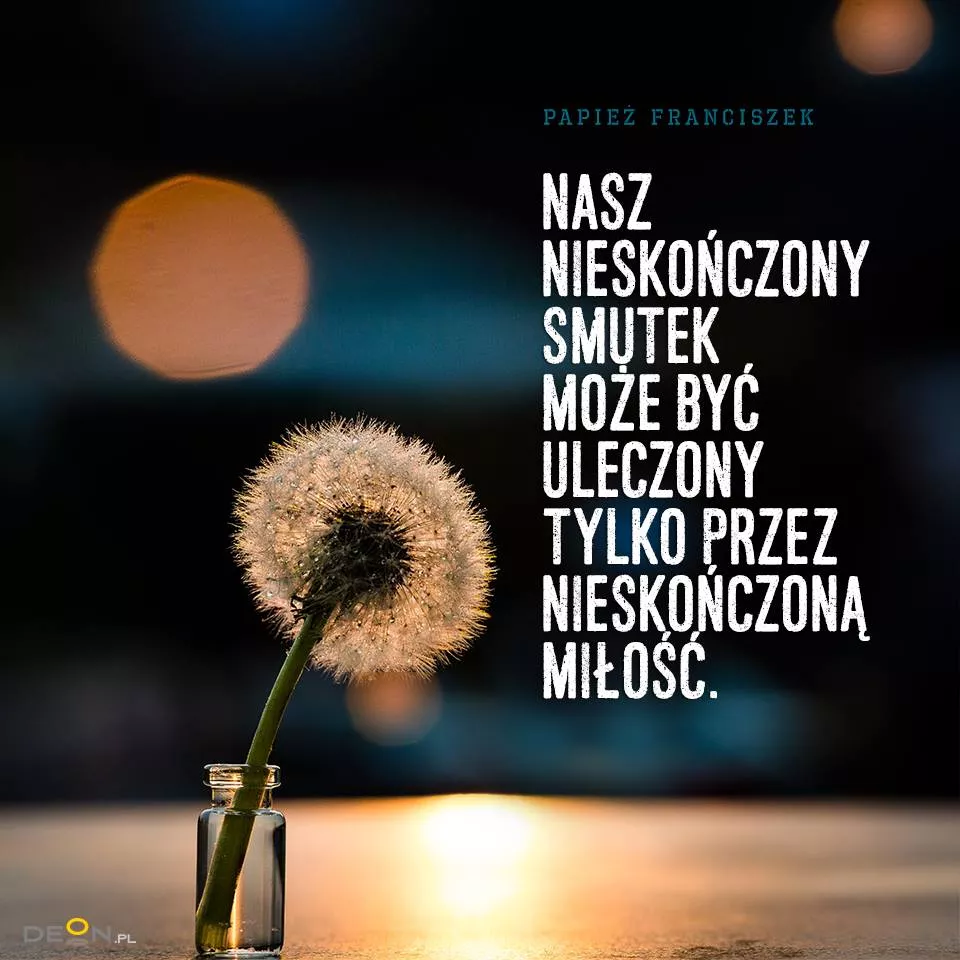 PAPIEŻ FRANCISZEK
NASZ
NIESKOŃCZONY
SMUTEK
MOŻE BYĆ
ULECZONY
TYLKO PRZEZ
NIESKOŃCZONĄ
MIŁOŚĆ.
DEON.PL